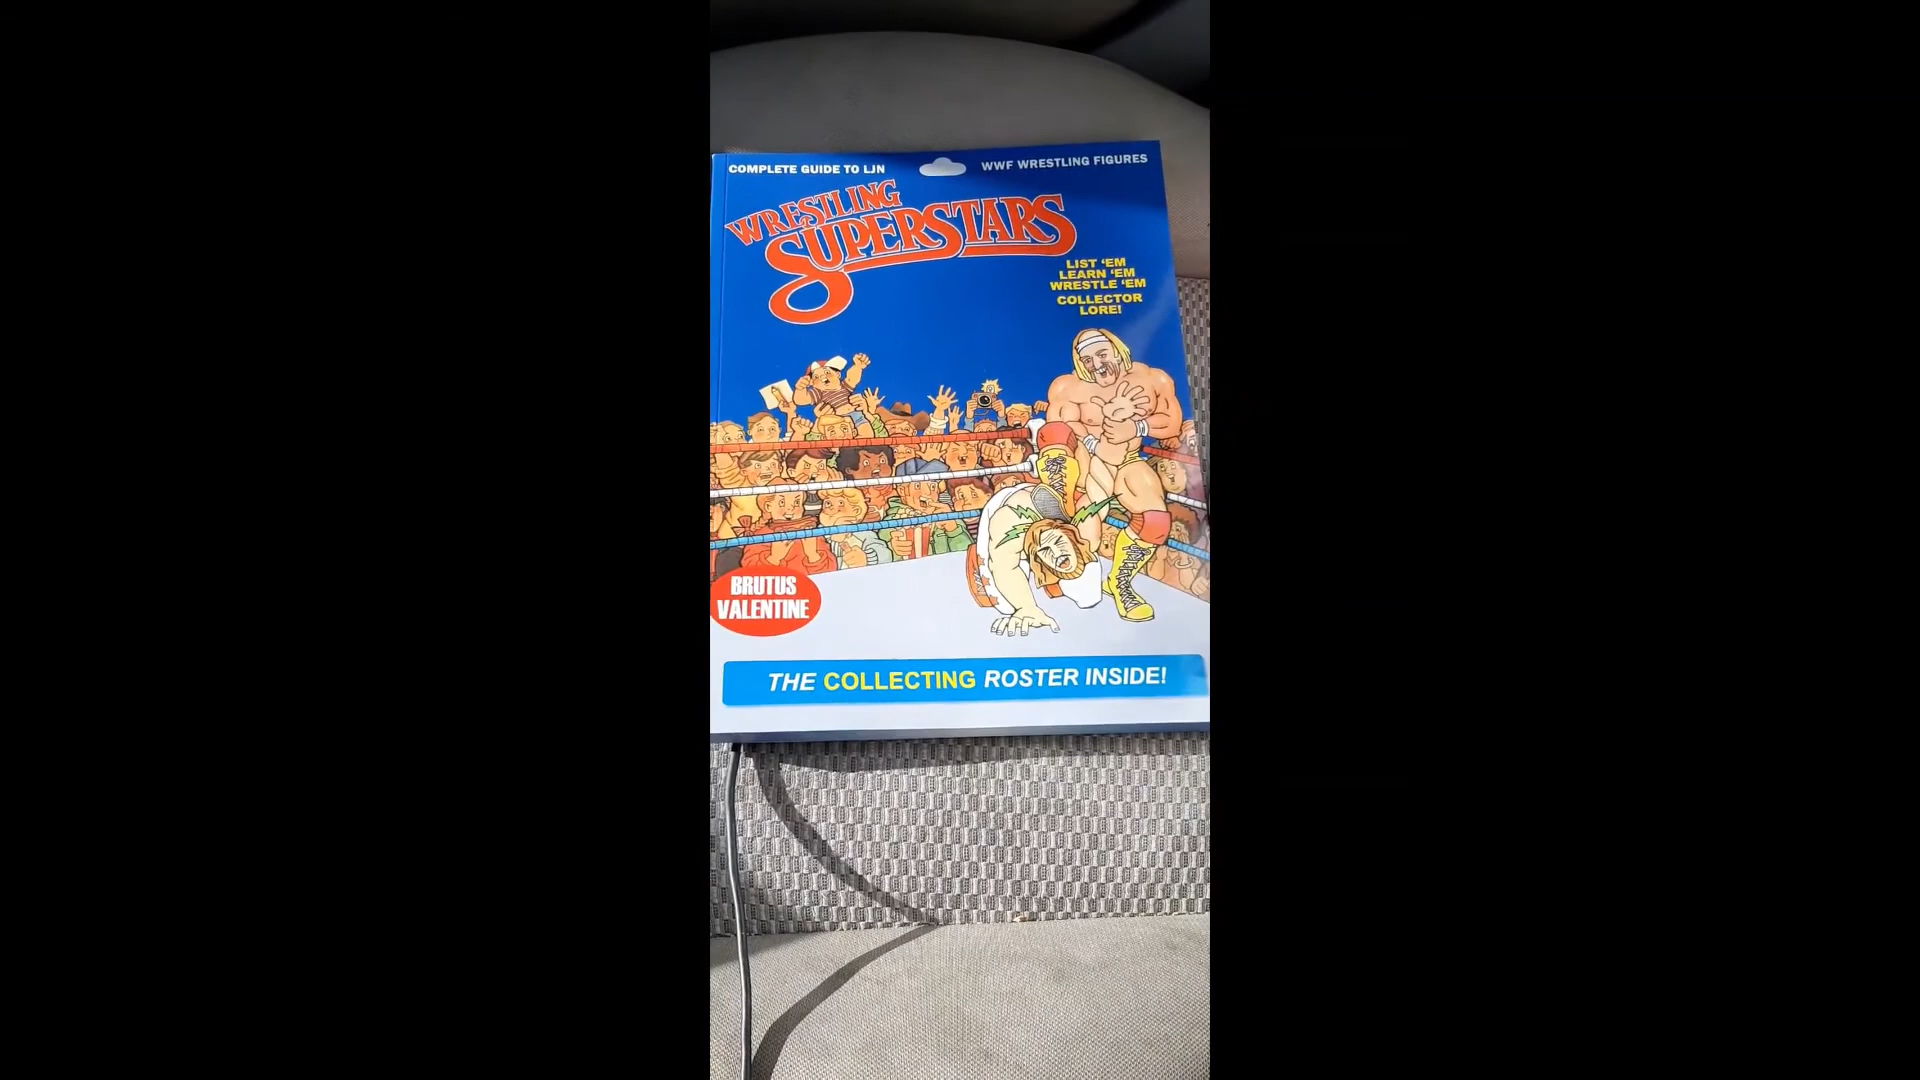 COMPLETE GUIDE TO LJN
WWF WRESTLING FIGURES
WRESTLING
SUPERSTARS
LIST ‘EM
LEARN ‘EM
WRESTLE ‘EM
COLLECTOR
LORE!
BRUTUS
VALENTINE
THE COLLECTING ROSTER INSIDE!